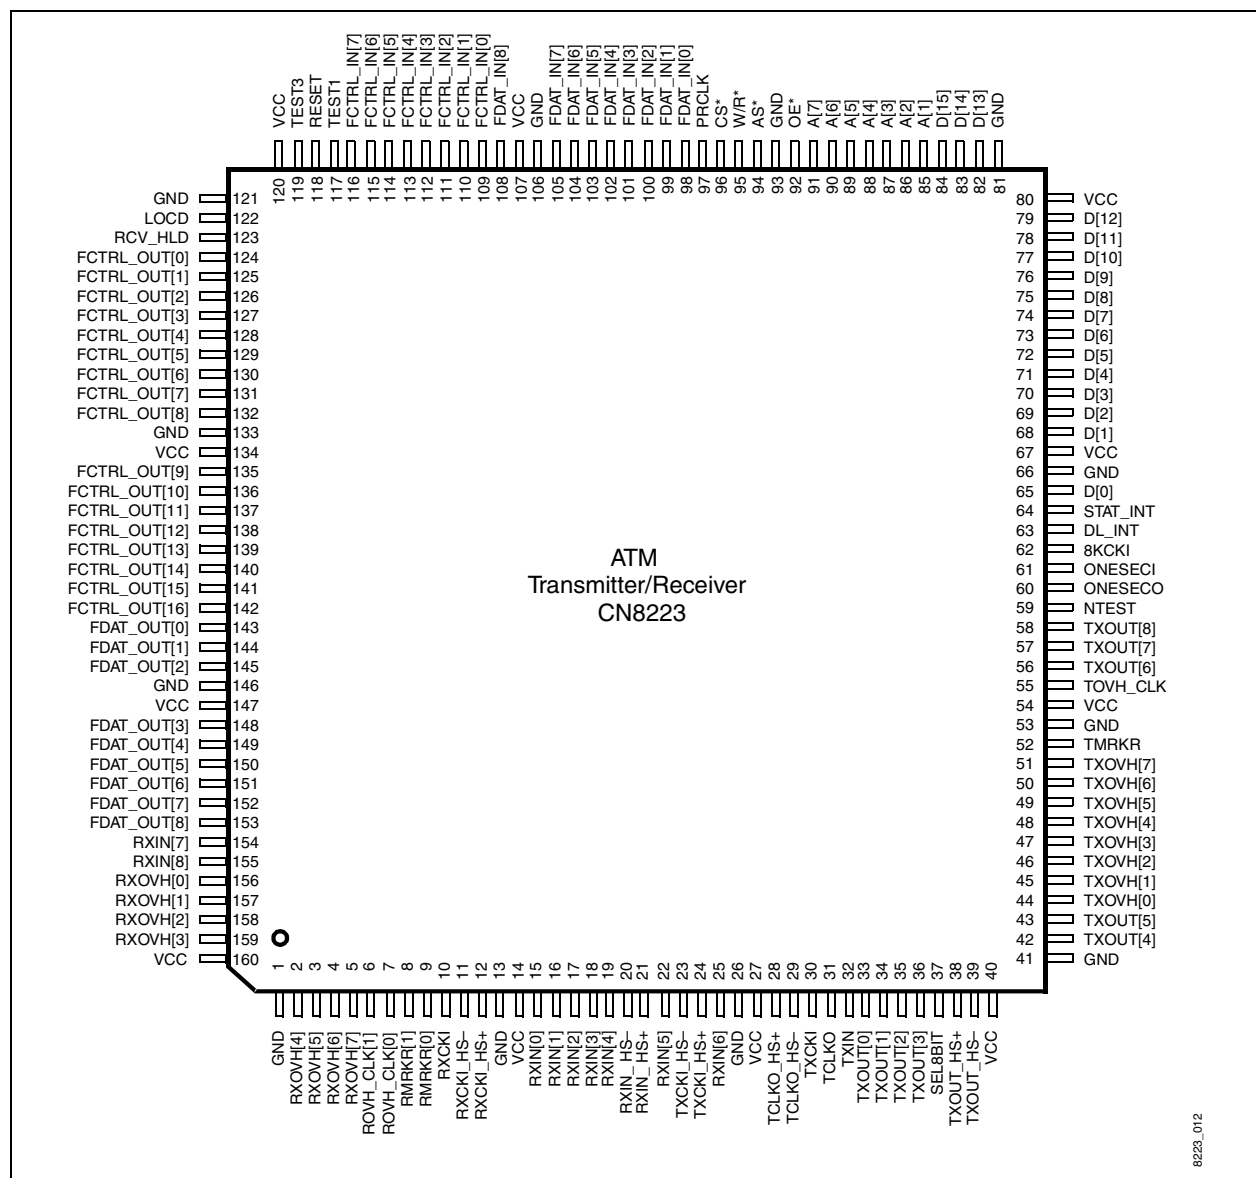 VCC
TEST3
RESET
TEST1
FCTRL_IN[7]
FCTRL_IN[6]
FCTRL_IN[5]
FCTRL_IN[4]
FCTRL_IN[3]
FCTRL_IN[2]
FCTRL_IN[1]
FCTRL_IN[0]
FDAT_IN[8]
VCC
GND
FDAT_IN[7]
FDAT_IN[6]
FDAT_IN[5]
FDAT_IN[4]
FDAT_IN[3]
FDAT_IN[2]
FDAT_IN[1]
FDAT_IN[0]
PRCLK
CS*
W/R*
AS*
GND
OE*
A[7]
A[6]
A[5]
A[4]
A[3]
A[2]
A[1]
D[15]
D[14]
D[13]
GND
120
119
118
117
116
115
114
113
112
111
110
109
108
107
106
105
104
103
102
101
100
99
98
97
96
95
94
93
92
91
90
89
88
87
86
85
84
83
82
81
GND 121
LOCD 122
RCV_HLD 123
FCTRL_OUT[0] 124
FCTRL_OUT[1] 125
FCTRL_OUT[2] 126
FCTRL_OUT[3] 127
FCTRL_OUT[4] 128
FCTRL_OUT[5] 129
FCTRL_OUT[6] 130
FCTRL_OUT[7] 131
FCTRL_OUT[8] 132
GND 133
VCC 134
FCTRL_OUT[9] 135
FCTRL_OUT[10] 136
FCTRL_OUT[11] 137
FCTRL_OUT[12] 138
FCTRL_OUT[13] 139
FCTRL_OUT[14] 140
FCTRL_OUT[15] 141
FCTRL_OUT[16] 142
FDAT_OUT[0] 143
FDAT_OUT[1] 144
FDAT_OUT[2] 145
GND 146
VCC 147
FDAT_OUT[3] 148
FDAT_OUT[4] 149
FDAT_OUT[5] 150
FDAT_OUT[6] 151
FDAT_OUT[7] 152
FDAT_OUT[8] 153
RXIN[7] 154
RXIN[8] 155
RXOVH[0] 156
RXOVH[1] 157
RXOVH[2] 158
RXOVH[3] 159
VCC 160
ATM
Transmitter/Receiver
CN8223
80 VCC
79 D[12]
78 D[11]
77 D[10]
76 D[9]
75 D[8]
74 D[7]
73 D[6]
72 D[5]
71 D[4]
70 D[3]
69 D[2]
68 D[1]
67 VCC
66 GND
65 D[0]
64 STAT_INT
63 DL_INT
62 8KCKI
61 ONESECI
60 ONESECO
59 NTEST
58 TXOUT[8]
57 TXOUT[7]
56 TXOUT[6]
55 TOVH_CLK
54 VCC
53 GND
52 TMRKR
51 TXOVH[7]
50 TXOVH[6]
49 TXOVH[5]
48 TXOVH[4]
47 TXOVH[3]
46 TXOVH[2]
45 TXOVH[1]
44 TXOVH[0]
43 TXOUT[5]
42 TXOUT[4]
41 GND
1
2
3
4
5
6
7
8
9
10
11
12
13
14
15
16
17
18
19
20
21
22
23
24
25
26
27
28
29
30
31
32
33
34
35
36
37
38
39
40
GND
RXOVH[4]
RXOVH[5]
RXOVH[6]
RXOVH[7]
ROVH_CLK[1]
ROVH_CLK[0]
RMRKR[1]
RMRKR[0]
RXCKI
RXCKI_HS–
RXCKI_HS+
GND
VCC
RXIN[0]
RXIN[1]
RXIN[2]
RXIN[3]
RXIN[4]
RXIN_HS–
RXIN_HS+
RXIN[5]
TXCKI_HS–
TXCKI_HS+
RXIN[6]
GND
VCC
TCLKO_HS+
TCLKO_HS–
TXCKI
TCLKO
TXIN
TXOUT[0]
TXOUT[1]
TXOUT[2]
TXOUT[3]
SEL8BIT
TXOUT_HS+
TXOUT_HS–
VCC
8223_012